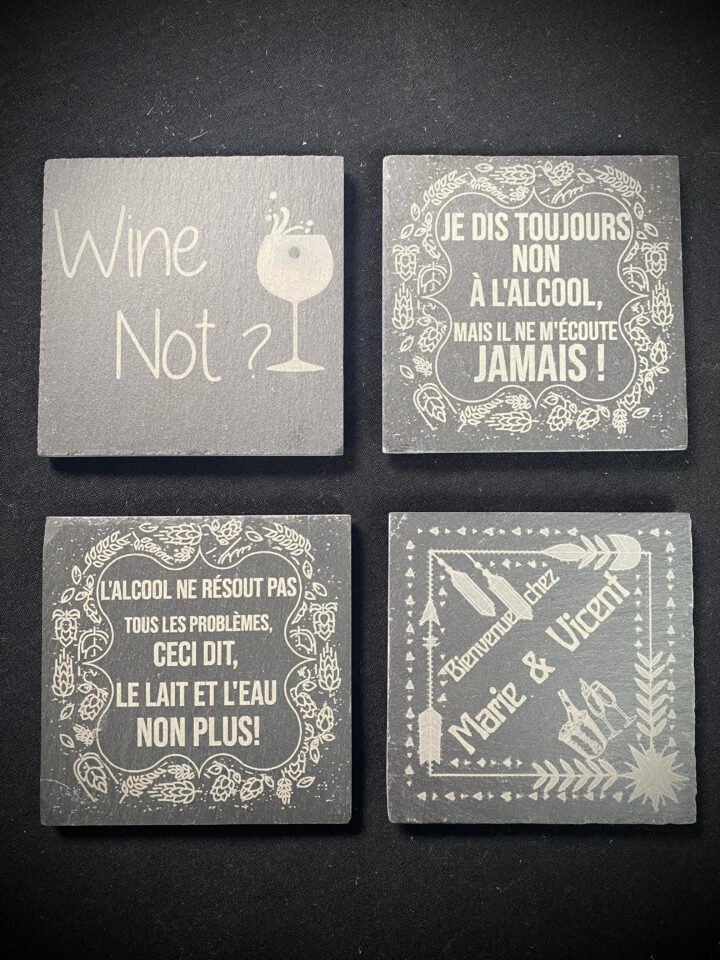 Wine
Not ?
JE DIS TOUJOURS
NON
À L'ALCOOL,
MAIS IL NE M'ÉCOUTE
JAMAIS !
L'ALCOOL NE RÉSOUT PAS
TOUS LES PROBLÈMES,
CECI DIT,
LE LAIT ET L'EAU
NON PLUS!
Bienvenue chez
Marie & Vicent